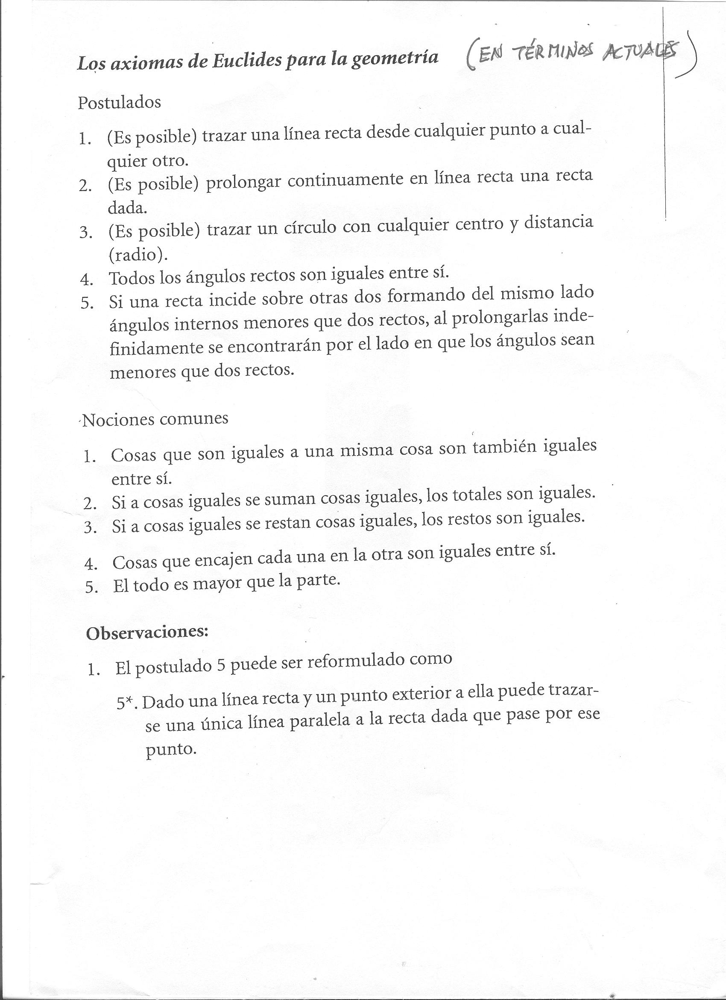 Los axiomas de Euclides para la geometría (EN TÉRMINOS ACTUALES)
Postulados
1. (Es posible) trazar una línea recta desde cualquier punto a cual-
quier otro.
2. (Es posible) prolongar continuamente en línea recta una recta
dada.
3. (Es posible) trazar un círculo con cualquier centro y distancia
(radio).
4. Todos los ángulos rectos son iguales entre sí.
5. Si una recta incide sobre otras dos formando del mismo lado
ángulos internos menores que dos rectos, al prolongarlas inde-
finidamente se encontrarán por el lado en que los ángulos sean
menores que dos rectos.
Nociones comunes
1. Cosas que son iguales a una misma cosa son también iguales
entre sí.
2. Si a cosas iguales se suman cosas iguales, los totales son iguales.
3. Si a cosas iguales se restan cosas iguales, los restos son iguales.
4. Cosas que encajen cada una en la otra son iguales entre sí.
5. El todo es mayor que la parte.
Observaciones:
1. El postulado 5 puede ser reformulado como
5*. Dado una línea recta y un punto exterior a ella puede trazar-
se una única línea paralela a la recta dada que pase por ese
punto.